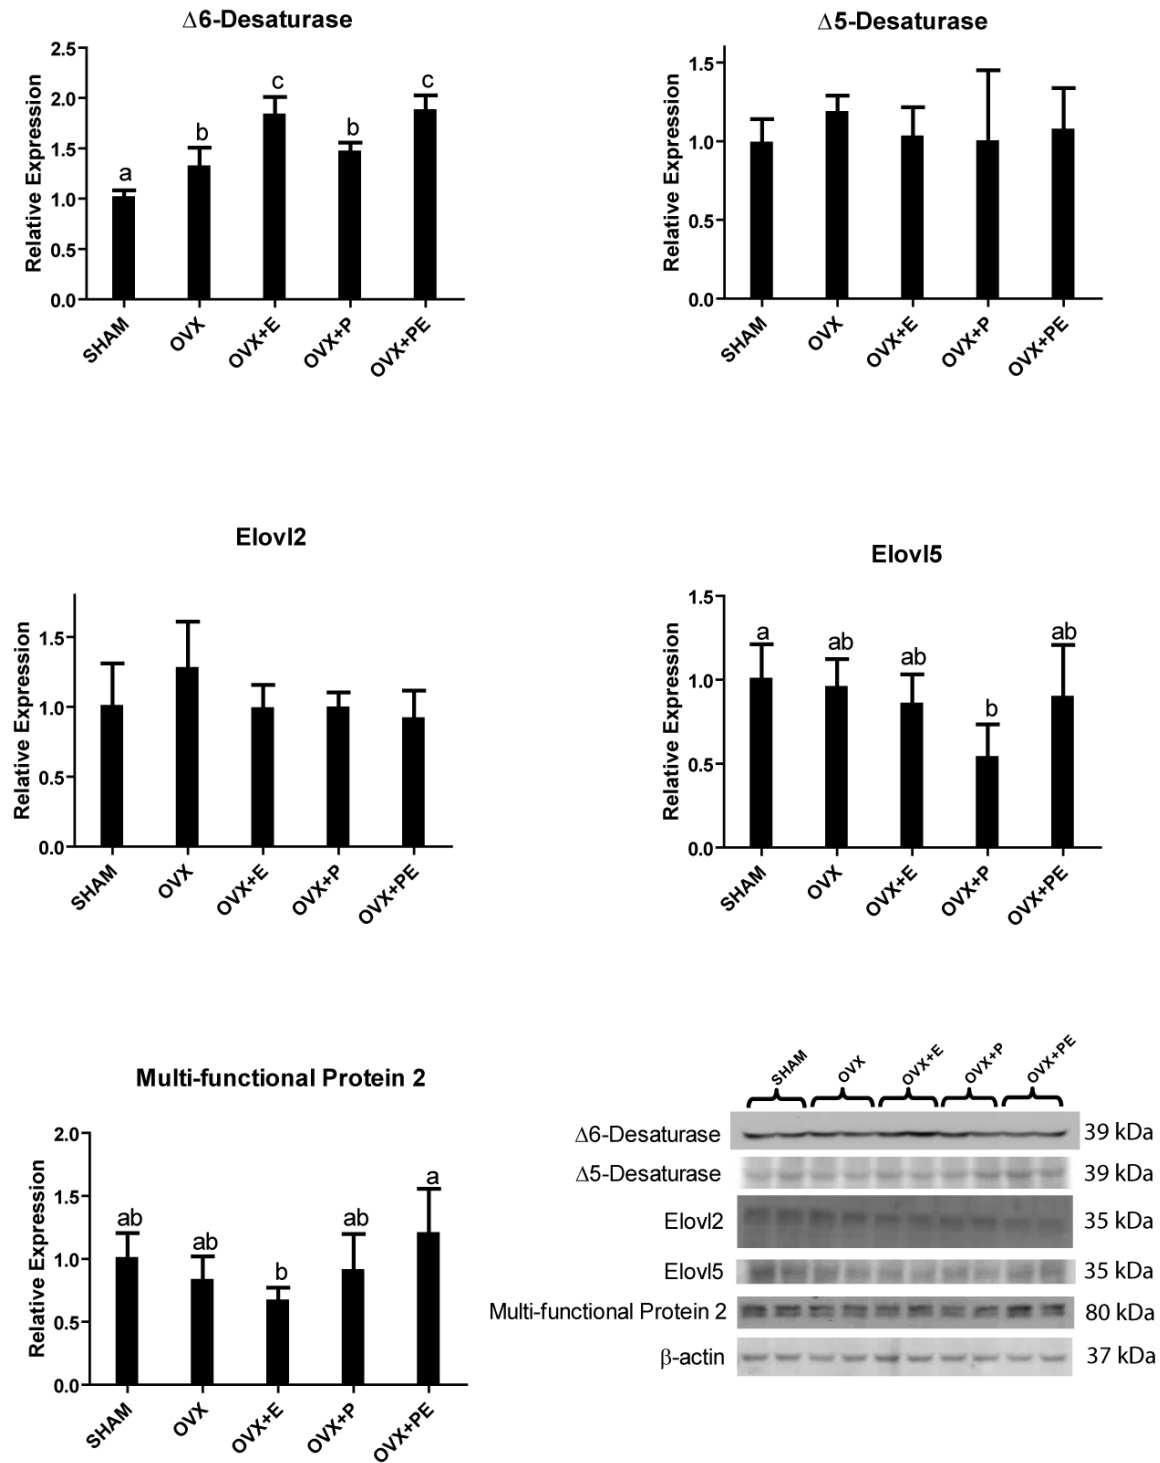 Δ6-Desaturase
Relative Expression
2.5
2.0
1.5
1.0
0.5
0.0
a
b
c
b
c
SHAM
OVX
OVX+E
OVX+P
OVX+PE
Δ5-Desaturase
Relative Expression
1.5
1.0
0.5
0.0
SHAM
OVX
OVX+E
OVX+P
OVX+PE
Elovl2
Relative Expression
1.5
1.0
0.5
0.0
SHAM
OVX
OVX+E
OVX+P
OVX+PE
Elovl5
Relative Expression
1.5
1.0
0.5
0.0
a
ab
ab
b
ab
SHAM
OVX
OVX+E
OVX+P
OVX+PE
Multi-functional Protein 2
Relative Expression
2.0
1.5
1.0
0.5
0.0
ab
ab
b
ab
a
SHAM
OVX
OVX+E
OVX+P
OVX+PE
SHAM
OVX
OVX+E
OVX+P
OVX+PE
Δ6-Desaturase 39 kDa
Δ5-Desaturase 39 kDa
Elovl2 35 kDa
Elovl5 35 kDa
Multi-functional Protein 2 80 kDa
β-actin 37 kDa